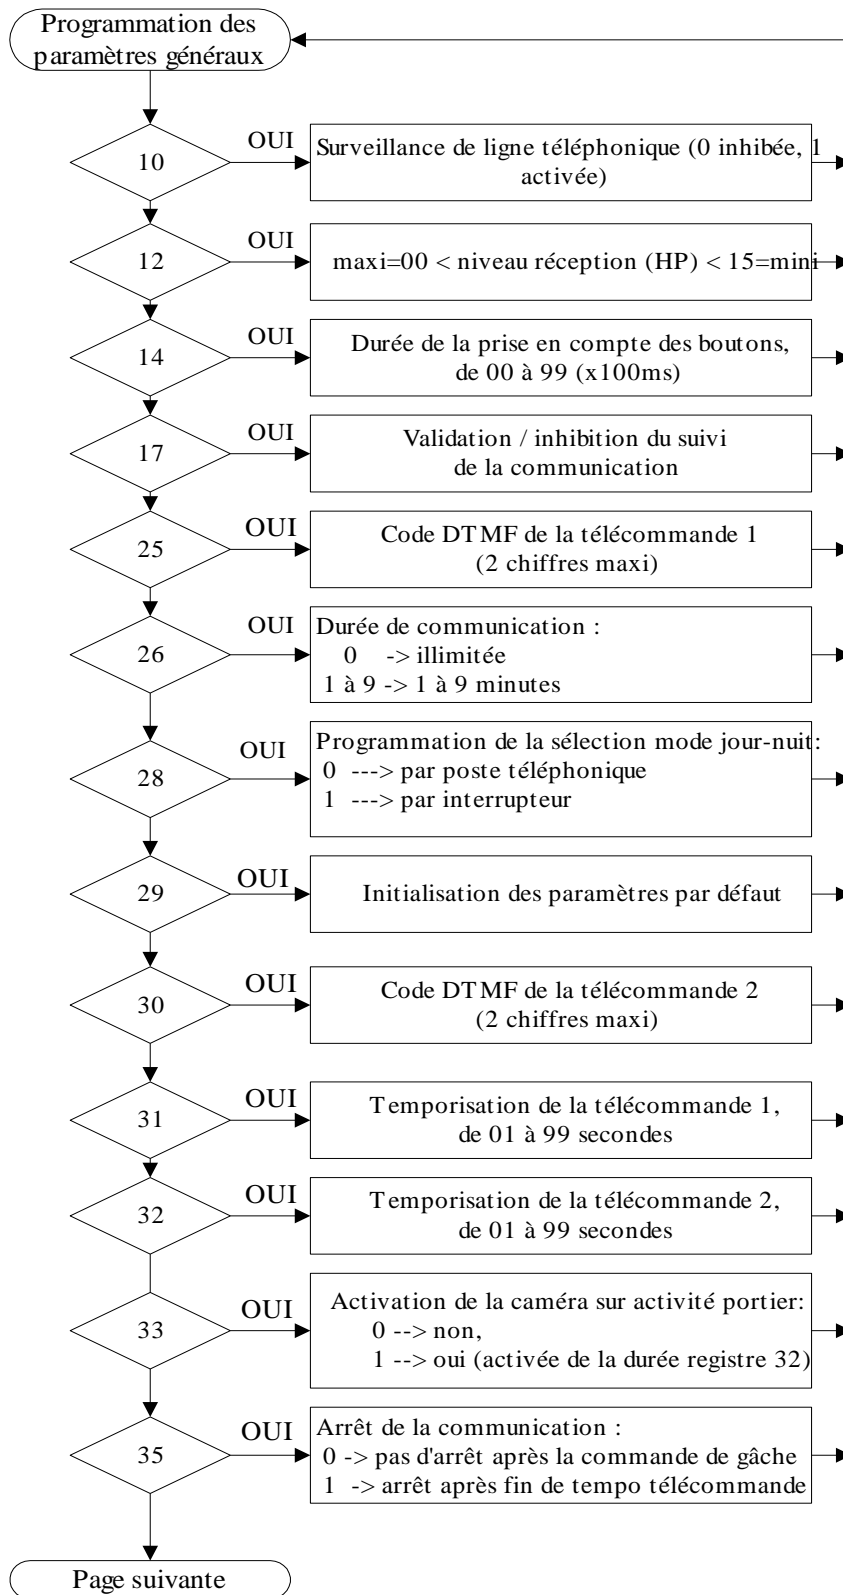 Programmation des
paramètres généraux
10
OUI
Surveillance de ligne téléphonique (0 inhibée, 1
activée)
12
OUI
maxi=00 < niveau réception (HP) < 15=mini
14
OUI
Durée de la prise en compte des boutons,
de 00 à 99 (x100ms)
17
OUI
Validation / inhibition du suivi
de la communication
25
OUI
Code DTMF de la télécommande 1
(2 chiffres maxi)
26
OUI
Durée de communication :
0 -> illimitée
1 à 9 -> 1 à 9 minutes
28
OUI
Programmation de la sélection mode jour-nuit:
0 ---> par poste téléphonique
1 ---> par interrupteur
29
OUI
Initialisation des paramètres par défaut
30
OUI
Code DTMF de la télécommande 2
(2 chiffres maxi)
31
OUI
Temporisation de la télécommande 1,
de 01 à 99 secondes
32
OUI
Temporisation de la télécommande 2,
de 01 à 99 secondes
33
OUI
Activation de la caméra sur activité portier:
0 --> non,
1 --> oui (activée de la durée registre 32)
35
OUI
Arrêt de la communication :
0 -> pas d'arrêt après la commande de gâche
1 -> arrêt après fin de tempo télécommande
Page suivante